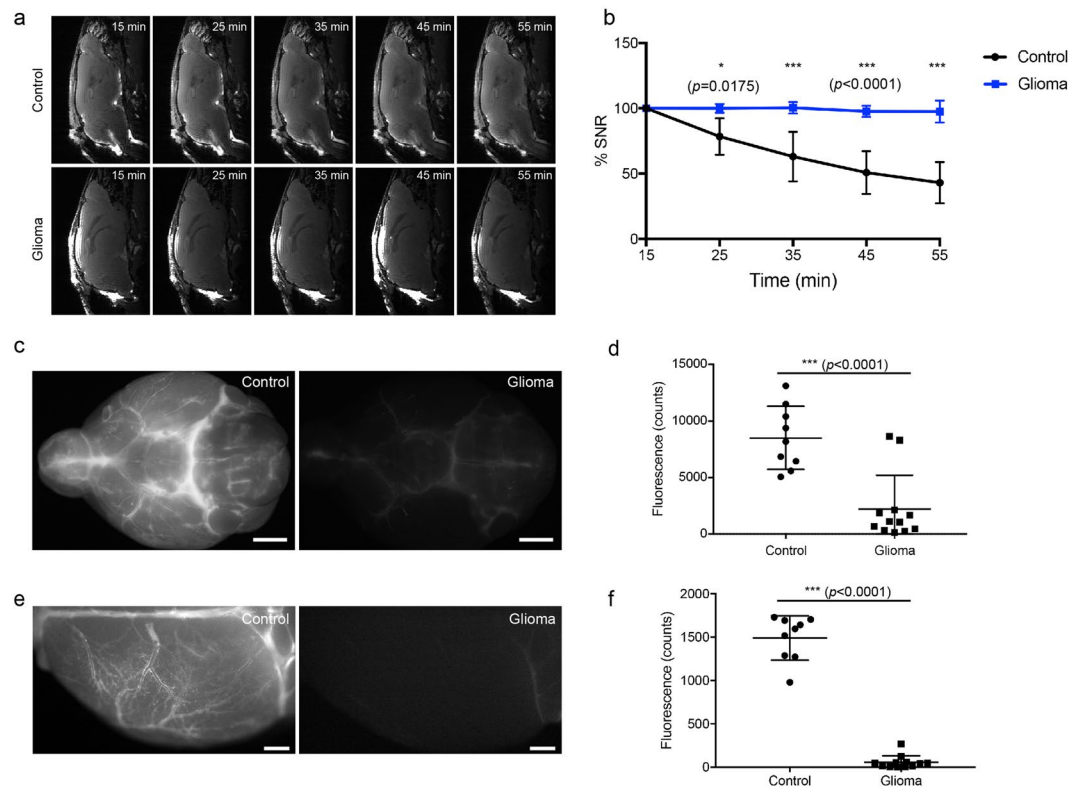 a
15 min 25 min 35 min 45 min 55 min
Control
15 min 25 min 35 min 45 min 55 min
Glioma
b
150
100
50
0
% SNR
* *** *** ***
(p=0.0175) (p<0.0001)
15 25 35 45 55
Time (min)
Control
Glioma
c
Control
Glioma
d
*** (p<0.0001)
15000
10000
5000
0
Fluorescence (counts)
Control Glioma
e
Control
Glioma
f
*** (p<0.0001)
2000
1500
1000
500
0
Fluorescence (counts)
Control Glioma